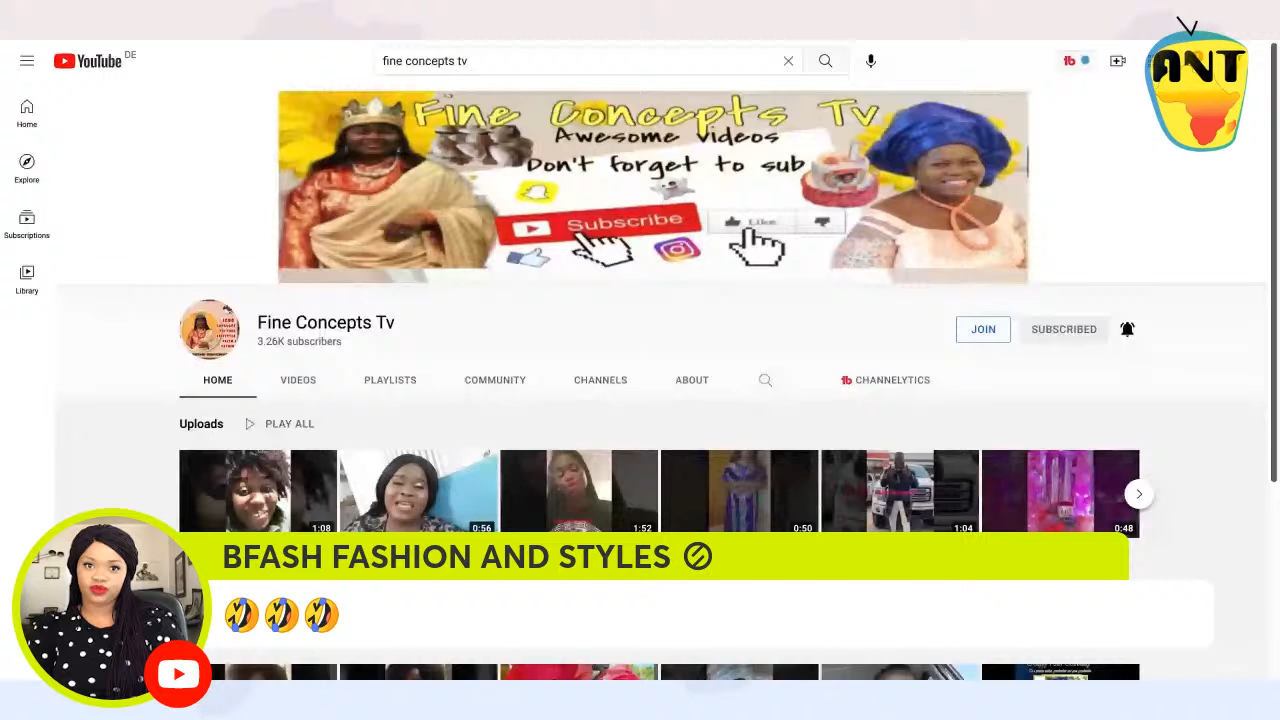 YouTube DE
fine concepts tv
ANT
Home
Explore
Subscriptions
Library
Fine Concepts Tv
Awesome videos
Don't forget to sub
Subscribe
Like
Fine Concepts Tv
3.26K subscribers
JOIN
SUBSCRIBED
HOME
VIDEOS
PLAYLISTS
COMMUNITY
CHANNELS
ABOUT
CHANNELYTICS
Uploads
PLAY ALL
1:08
0:56
1:52
0:50
1:04
0:48
BFASH FASHION AND STYLES